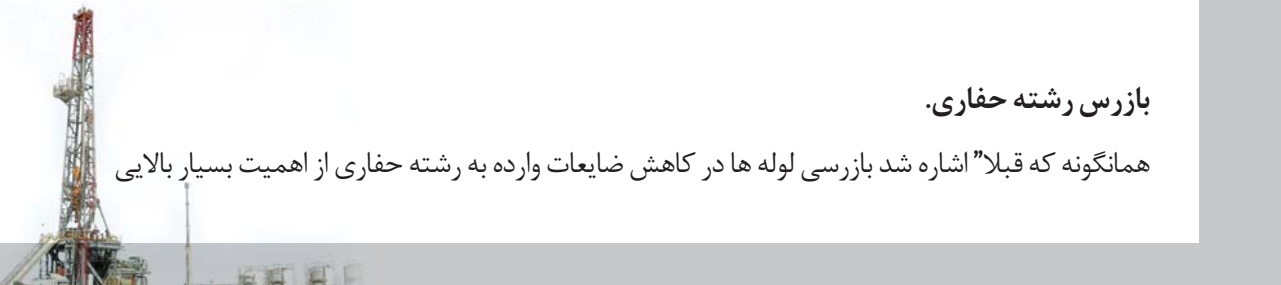 بازرس رشته حفاری.
همانگونه که قبلا” اشاره شد بازرسی لوله ها در کاهش ضایعات وارده به رشته حفاری از اهمیت بسیار بالایی